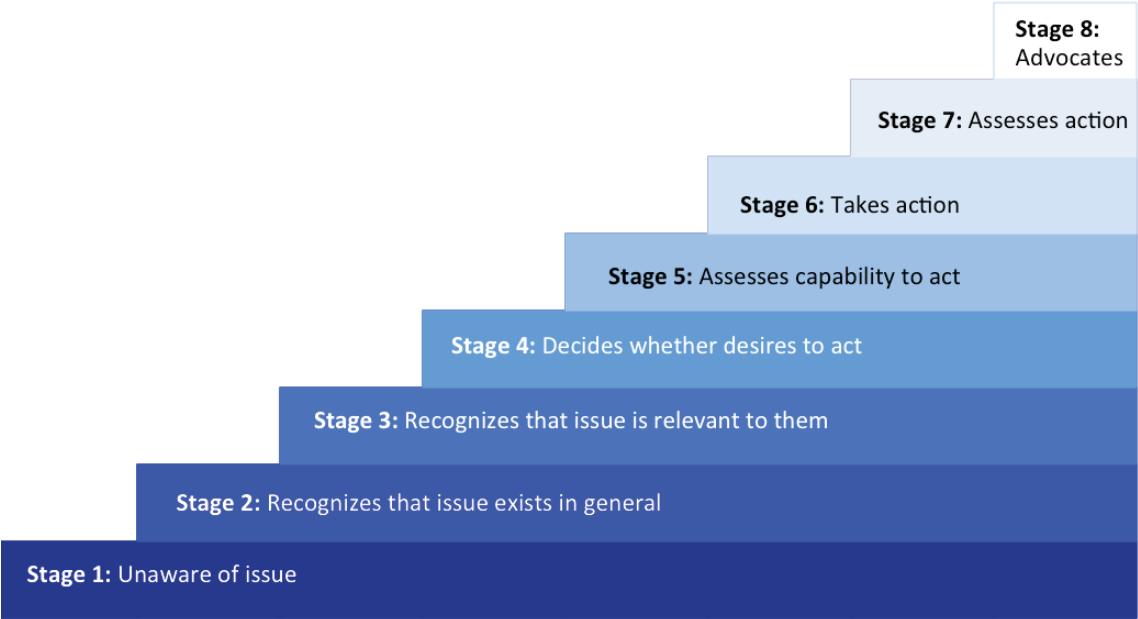 Stage 8:
Advocates
Stage 7: Assesses action
Stage 6: Takes action
Stage 5: Assesses capability to act
Stage 4: Decides whether desires to act
Stage 3: Recognizes that issue is relevant to them
Stage 2: Recognizes that issue exists in general
Stage 1: Unaware of issue